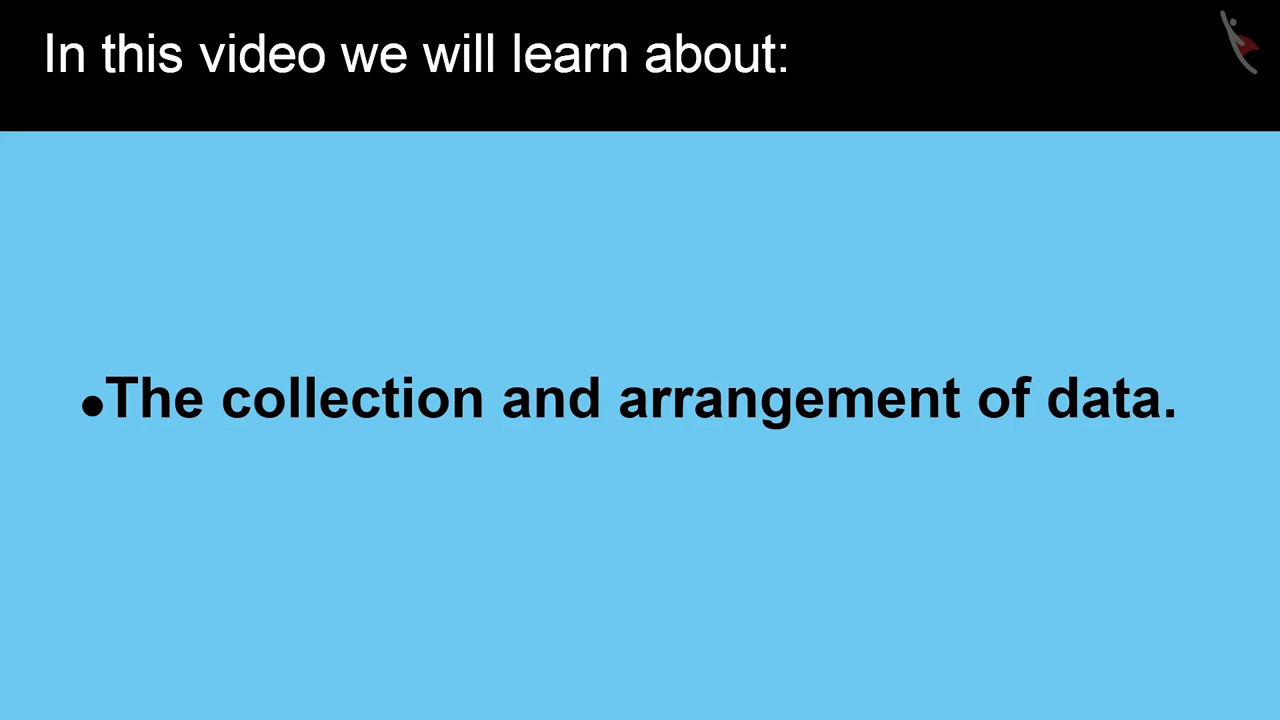 In this video we will learn about:
•The collection and arrangement of data.